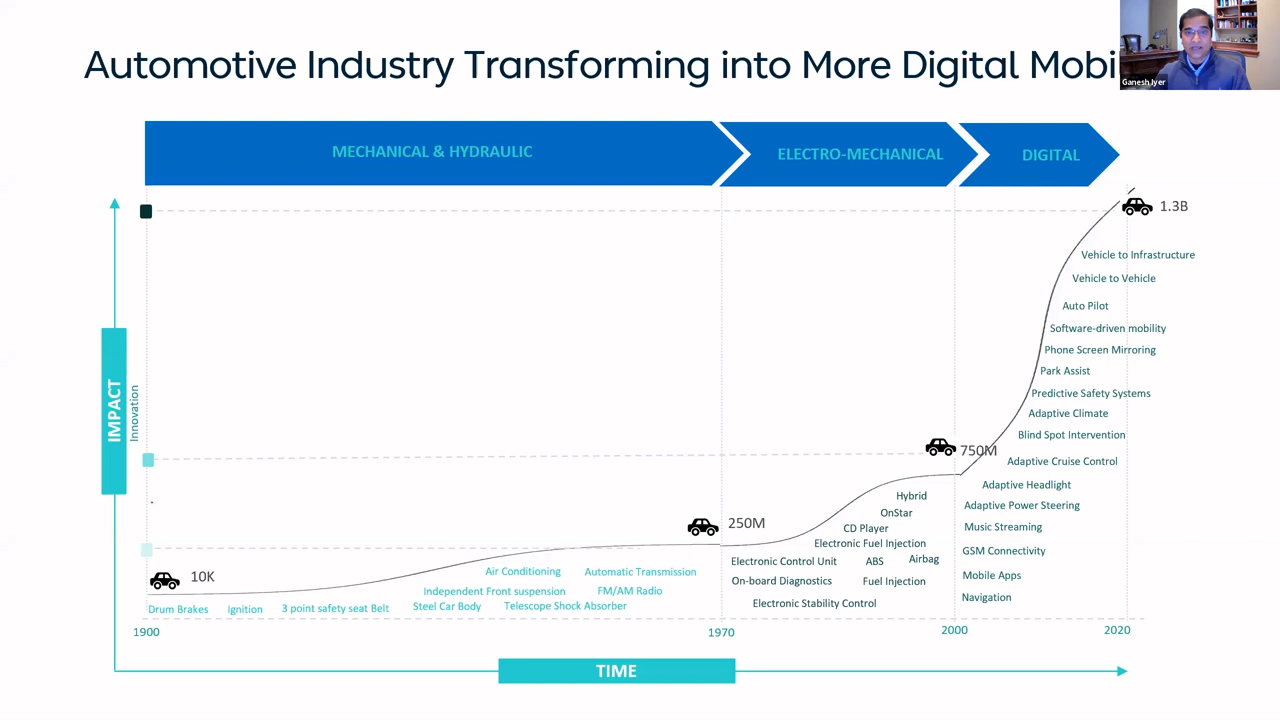 Automotive Industry Transforming into More Digital Mobi
Ganesh Iyer
MECHANICAL & HYDRAULIC
ELECTRO-MECHANICAL
DIGITAL
1.3B
Vehicle to Infrastructure
Vehicle to Vehicle
Auto Pilot
Software-driven mobility
Phone Screen Mirroring
Park Assist
Predictive Safety Systems
Adaptive Climate
Blind Spot Intervention
750M
Adaptive Cruise Control
Adaptive Headlight
Adaptive Power Steering
Music Streaming
GSM Connectivity
Mobile Apps
Navigation
Hybrid
OnStar
CD Player
Electronic Fuel Injection
Electronic Control Unit
ABS
Airbag
On-board Diagnostics
Fuel Injection
Electronic Stability Control
250M
Air Conditioning
Automatic Transmission
Independent Front suspension
FM/AM Radio
Steel Car Body
Telescope Shock Absorber
10K
Drum Brakes
Ignition
3 point safety seat Belt
IMPACT
Innovation
1900
1970
2000
2020
TIME